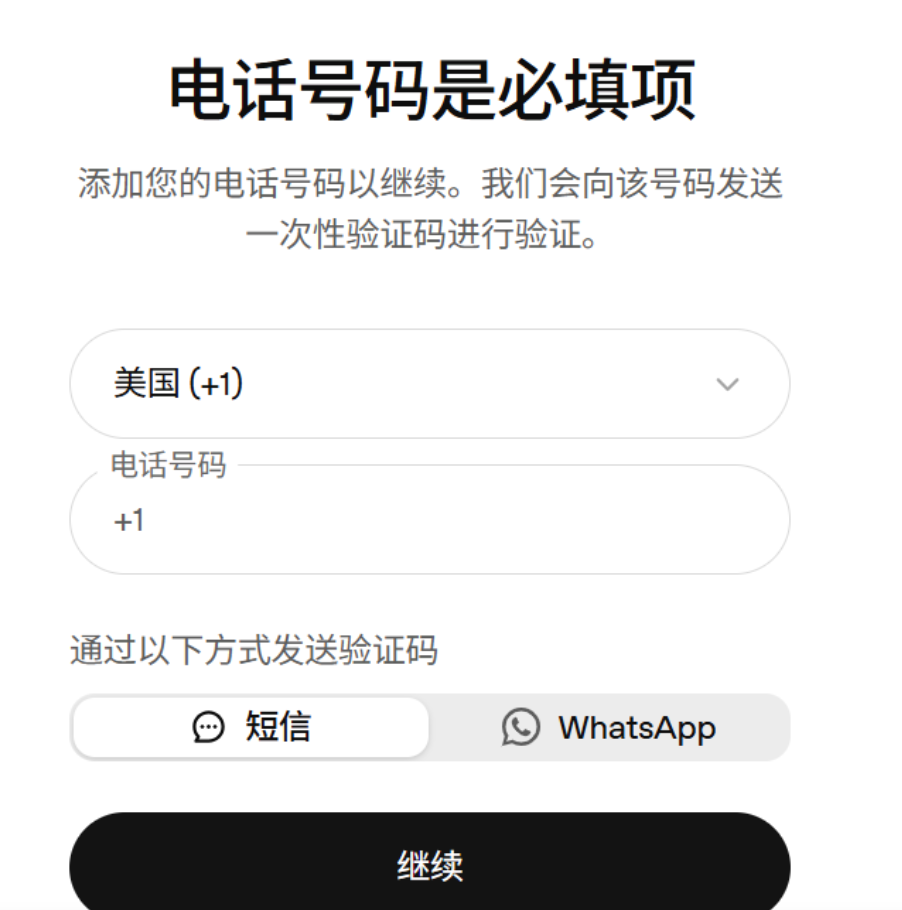 电话号码是必填项
添加您的电话号码以继续。我们会向该号码发送
一次性验证码进行验证。
美国 (+1)
电话号码
+1
通过以下方式发送验证码
短信 WhatsApp
继续